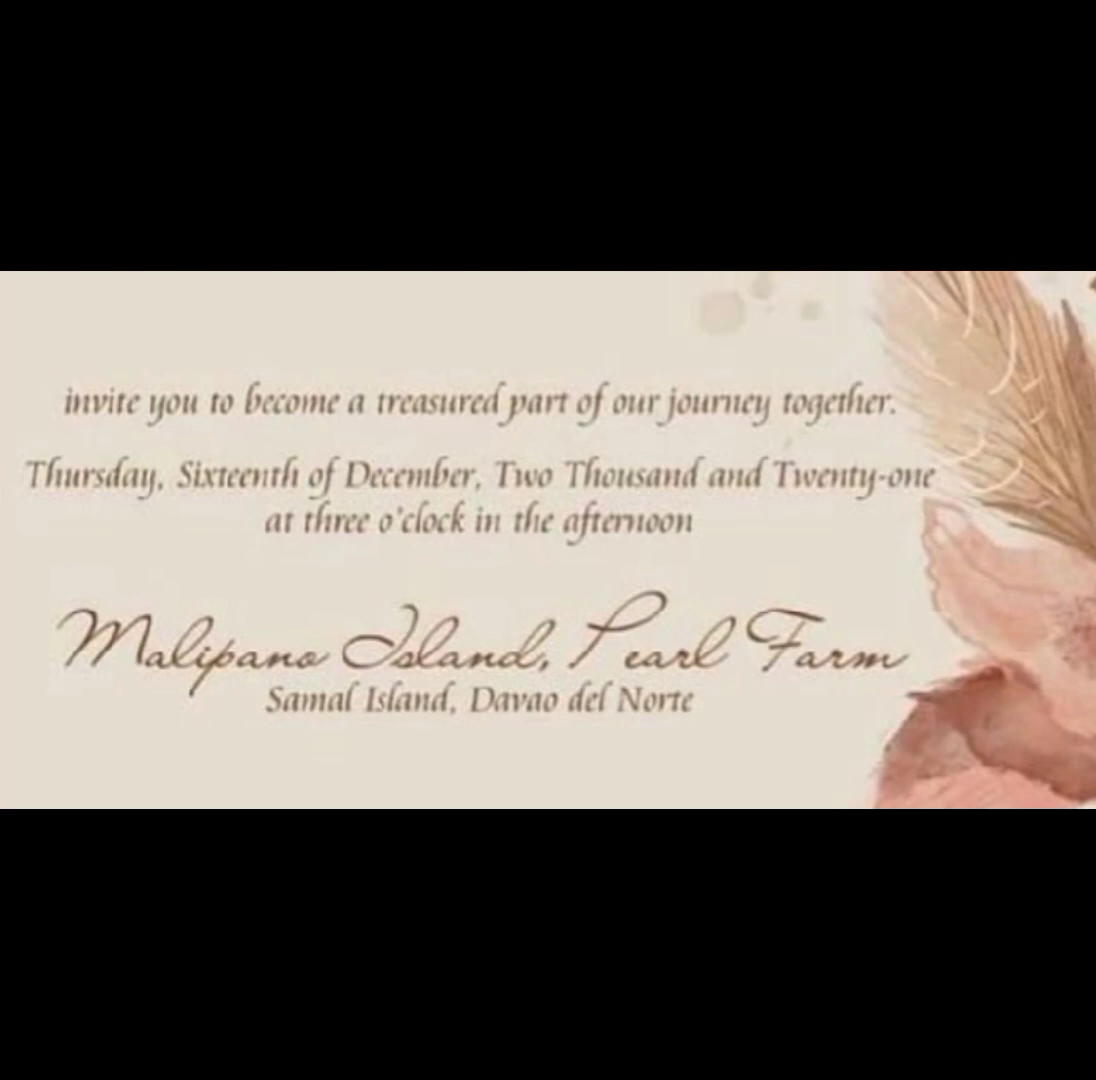 invite you to become a treasured part of our journey together.
Thursday, Sixteenth of December, Two Thousand and Twenty-one
at three o'clock in the afternoon
Malipano Island, Pearl Farm
Samal Island, Davao del Norte